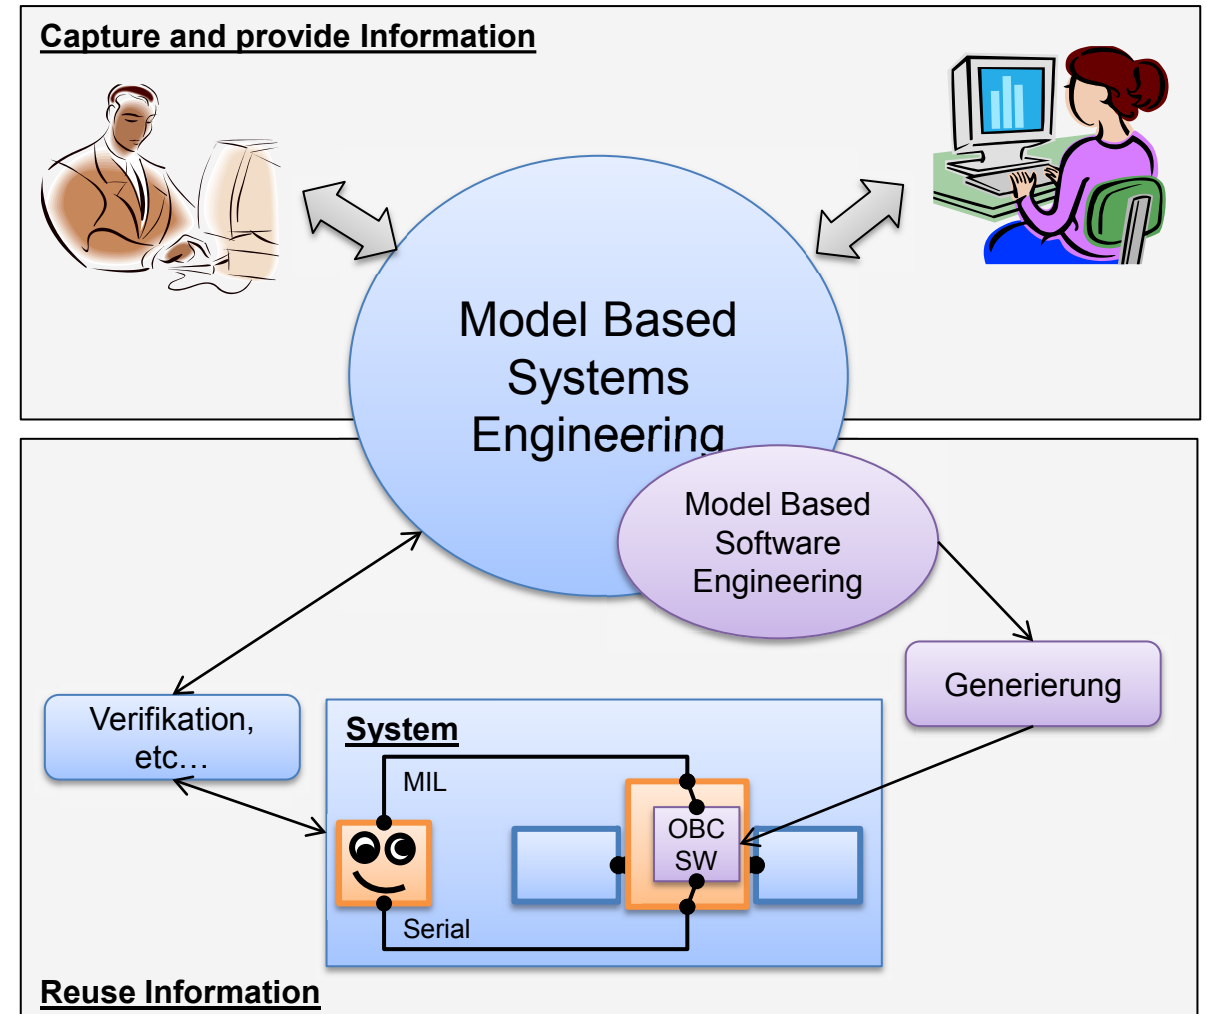 Capture and provide Information
Model Based
Systems
Engineering
Model Based
Software
Engineering
Generierung
Verifikation,
etc…
System
MIL
OBC
SW
Serial
Reuse Information